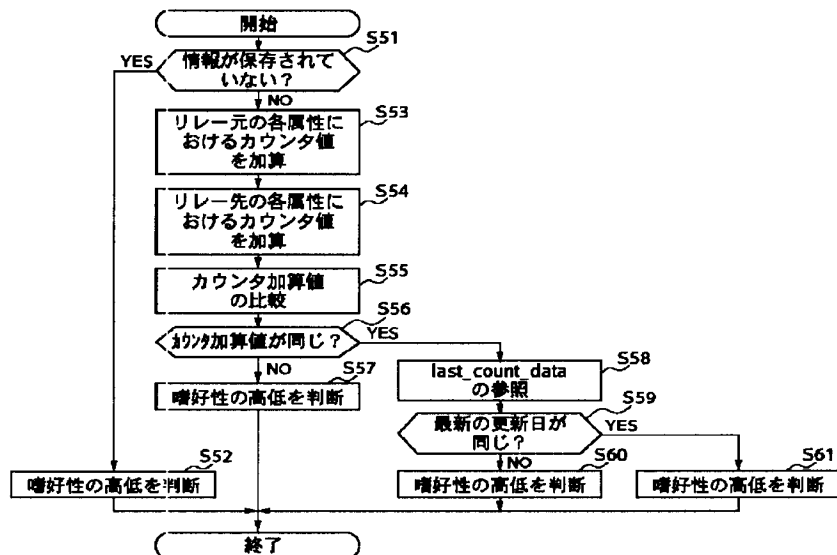 開始
S51
情報が保存されて
いない？
YES
NO
S53
リレー元の各属性に
おけるカウンタ値
を加算
S54
リレー先の各属性に
おけるカウンタ値
を加算
S55
カウンタ加算値
の比較
S56
ｶｳﾝﾀ加算値が同じ？
YES
NO
S57
嗜好性の高低を判断
S58
last_count_data
の参照
S59
最新の更新日が
同じ？
YES
NO
S52
嗜好性の高低を判断
S60
嗜好性の高低を判断
S61
嗜好性の高低を判断
終了